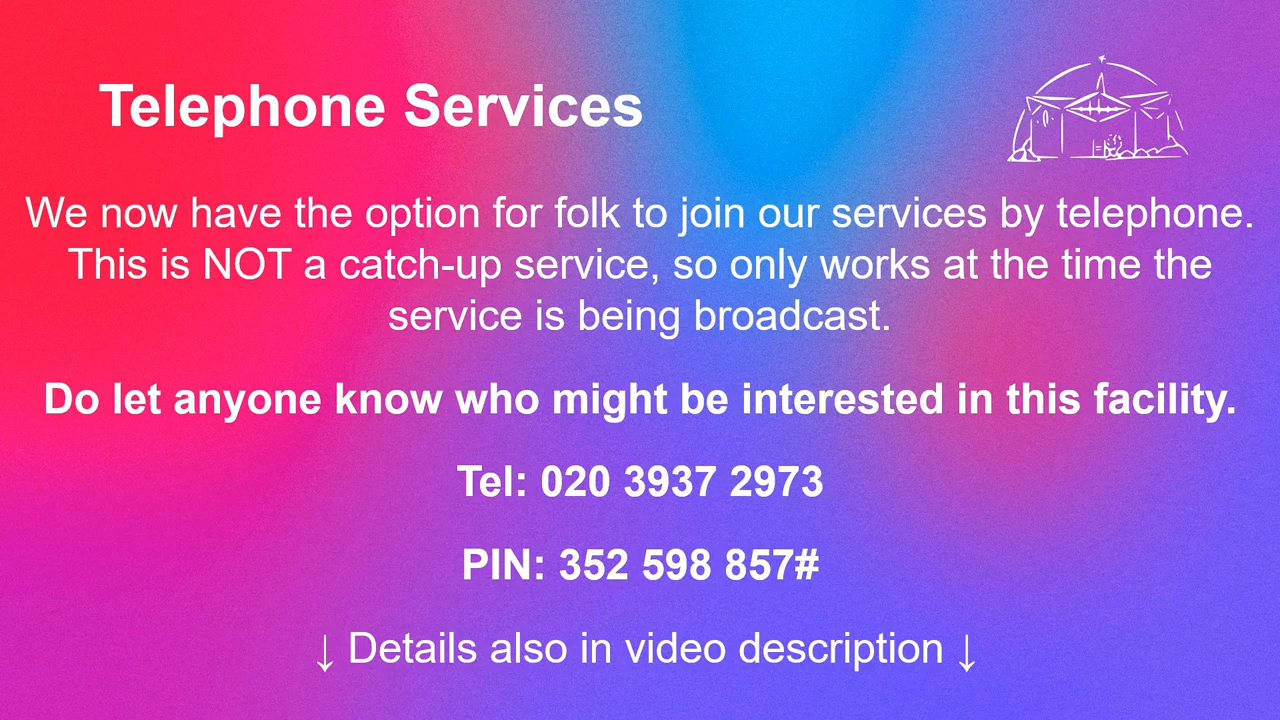 Telephone Services
We now have the option for folk to join our services by telephone.
This is NOT a catch-up service, so only works at the time the
service is being broadcast.
Do let anyone know who might be interested in this facility.
Tel: 020 3937 2973
PIN: 352 598 857#
↓ Details also in video description ↓